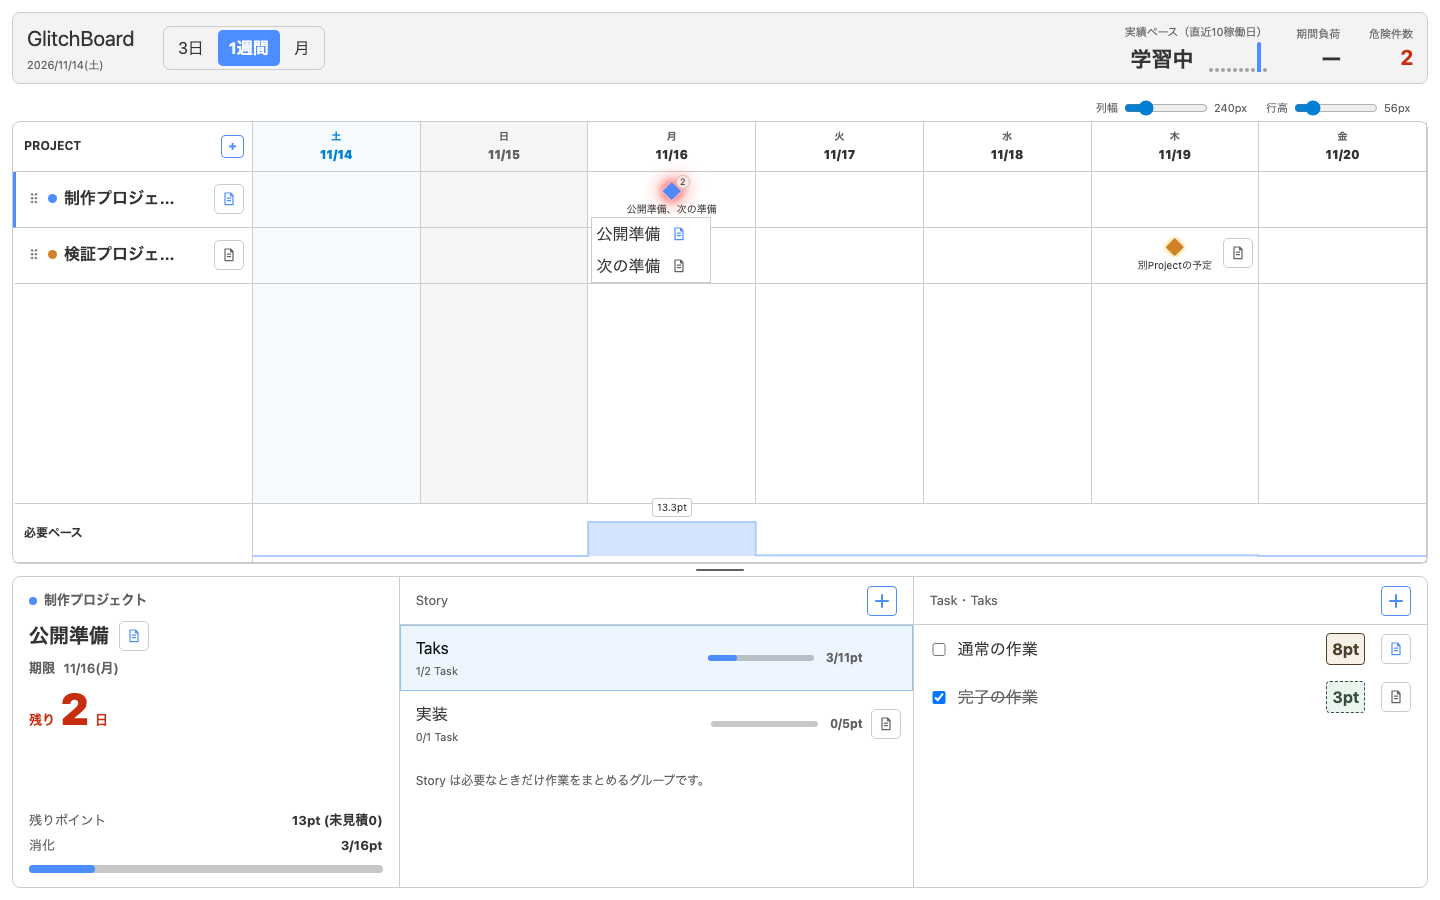 GlitchBoard
2026/11/14(土)
3日 1週間 月
実績ペース（直近10稼働日）
学習中
期間負荷
—
危険件数
2
列幅 240px 行高 56px
PROJECT +
土 11/14
日 11/15
月 11/16
火 11/17
水 11/18
木 11/19
金 11/20
制作プロジェ...
2
公開準備、次の準備
公開準備
次の準備
検証プロジェ...
別Projectの予定
必要ペース
13.3pt
制作プロジェクト
公開準備
期限 11/16(月)
残り 2 日
残りポイント 13pt (未見積0)
消化 3/16pt
Story +
Taks
1/2 Task
3/11pt
実装
0/1 Task
0/5pt
Story は必要なときだけ作業をまとめるグループです。
Task · Taks +
通常の作業 8pt
完了の作業 3pt